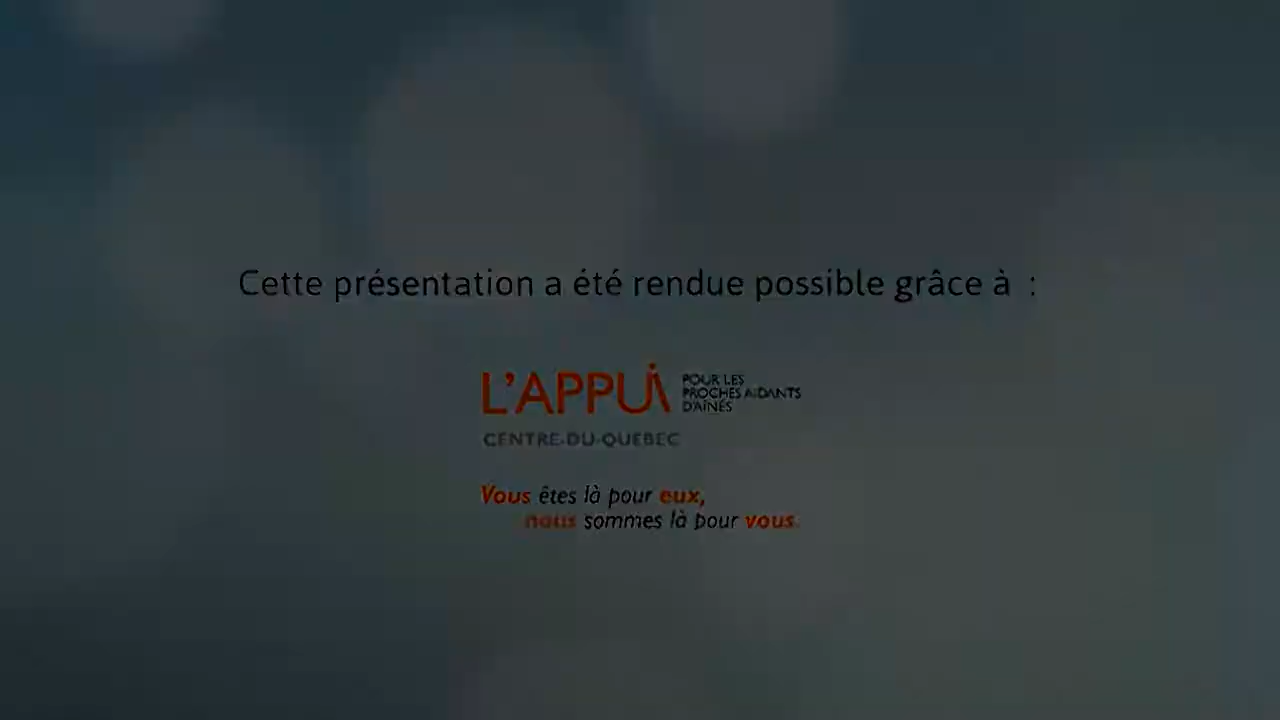 Cette présentation a été rendue possible grâce à :
L'APPUI
POUR LES
PROCHES AIDANTS
D'AÎNÉS
CENTRE-DU-QUÉBEC
Vous êtes là pour eux,
nous sommes là pour vous.